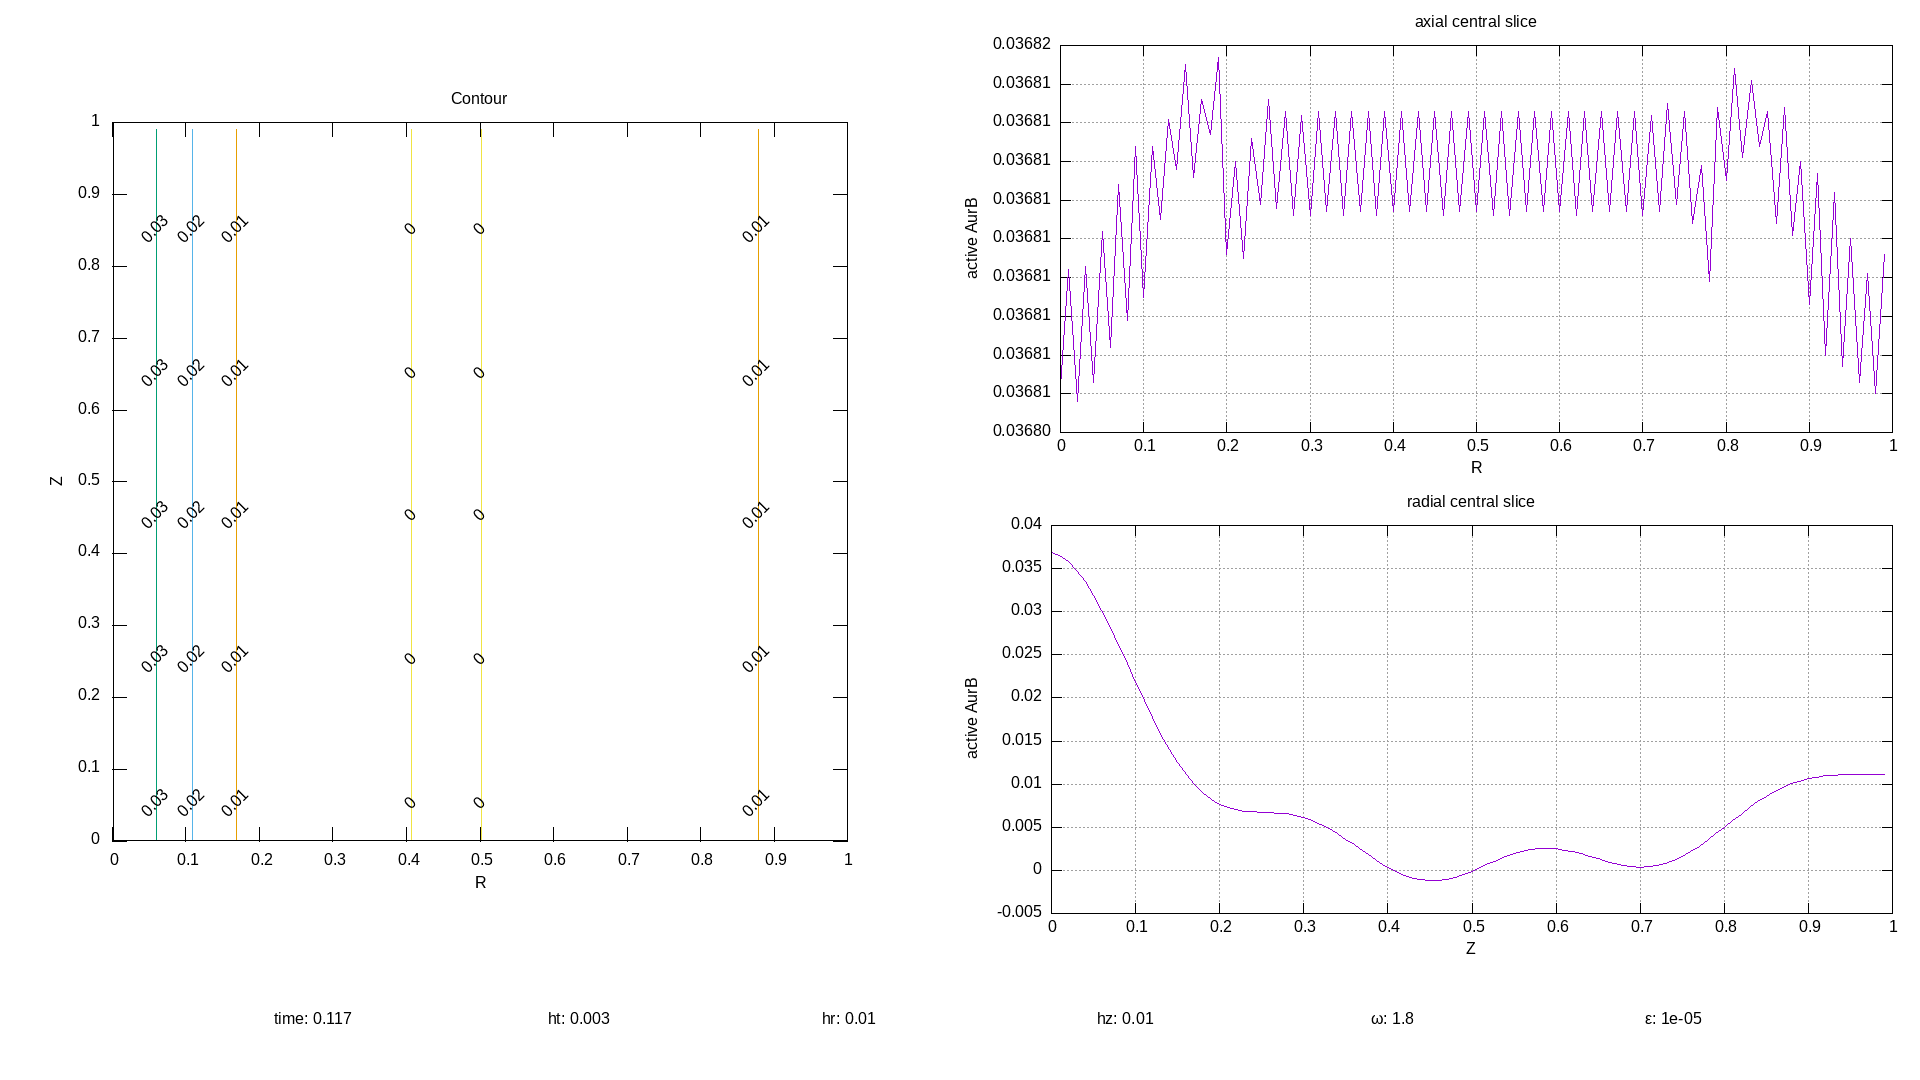 Contour
1
0.9
0.8
0.7
0.6
0.5
0.4
0.3
0.2
0.1
0
Z
0.03 0.02 0.01 0 0 0.01
0.03 0.02 0.01 0 0 0.01
0.03 0.02 0.01 0 0 0.01
0.03 0.02 0.01 0 0 0.01
0.03 0.02 0.01 0 0 0.01
0 0.1 0.2 0.3 0.4 0.5 0.6 0.7 0.8 0.9 1
R
axial central slice
0.03682
0.03681
0.03681
0.03681
0.03681
0.03681
0.03681
0.03681
0.03681
0.03681
0.03680
active AurB
0 0.1 0.2 0.3 0.4 0.5 0.6 0.7 0.8 0.9 1
R
radial central slice
0.04
0.035
0.03
0.025
0.02
0.015
0.01
0.005
0
-0.005
active AurB
0 0.1 0.2 0.3 0.4 0.5 0.6 0.7 0.8 0.9 1
Z
time: 0.117 ht: 0.003 hr: 0.01 hz: 0.01 ω: 1.8 ε: 1e-05